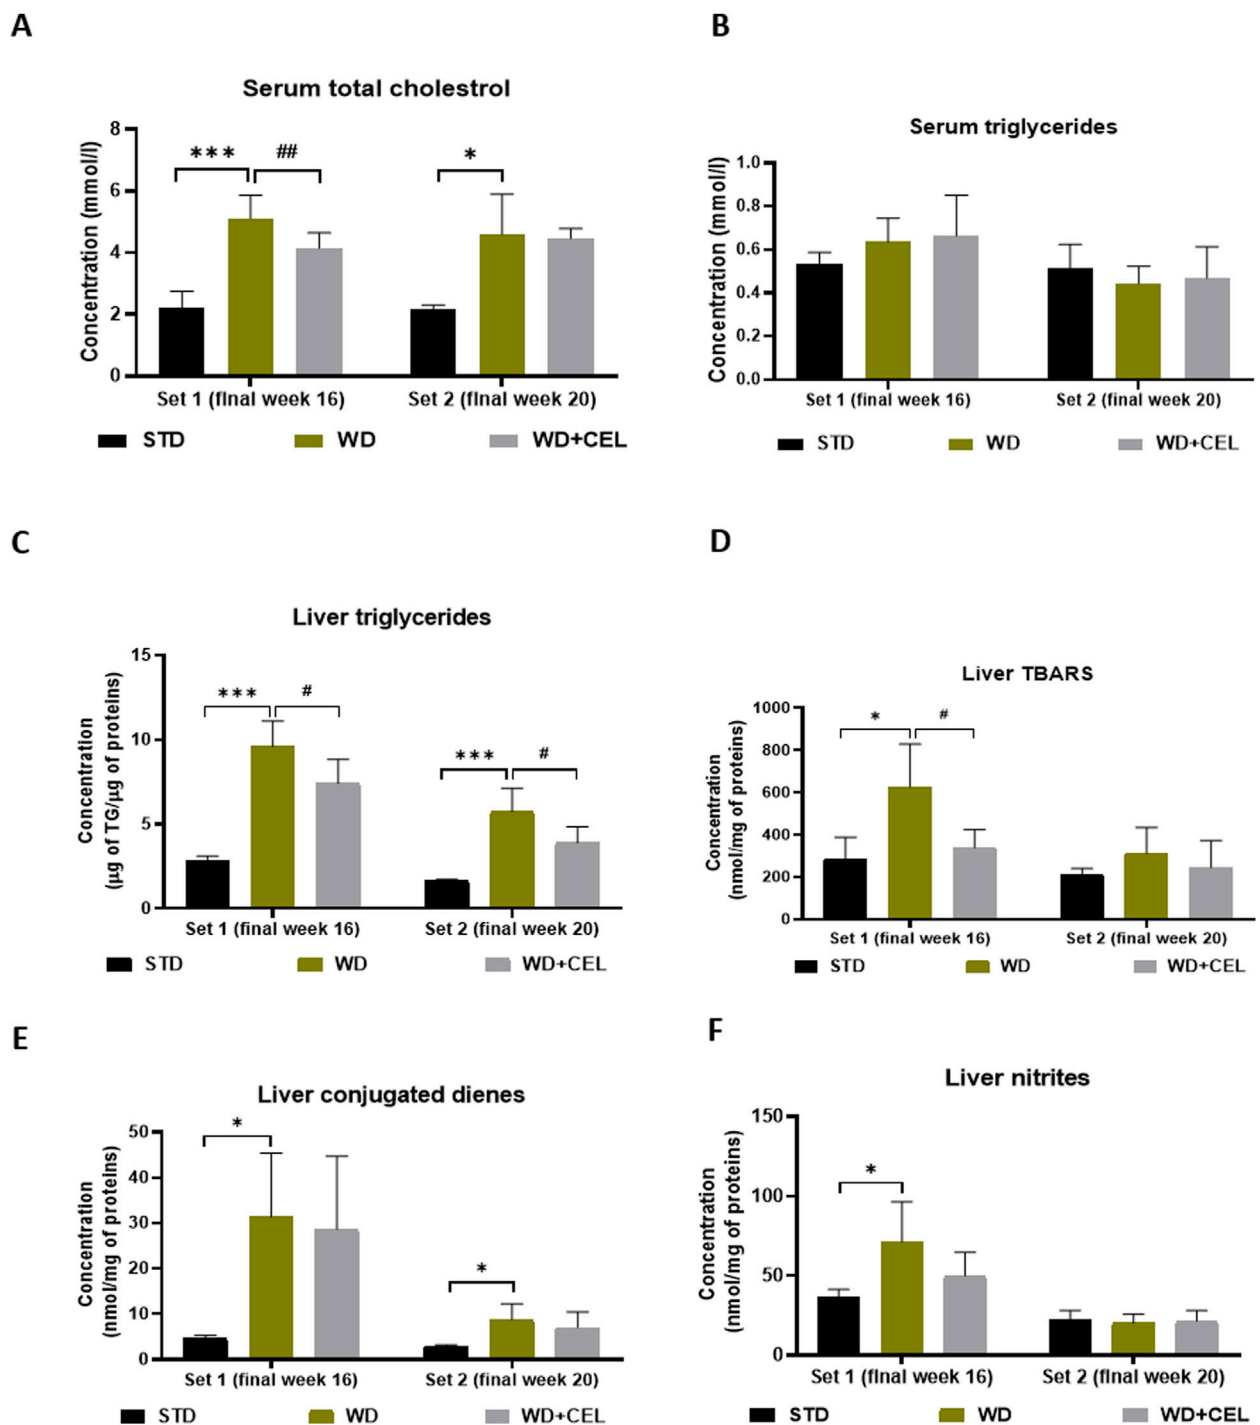 A
Serum total cholestrol
Concentration (mmol/l)
8
6
4
2
0
***
##
*
Set 1 (fInal week 16)
Set 2 (fInal week 20)
STD
WD
WD+CEL
B
Serum triglycerides
Concentration (mmol/l)
1.0
0.8
0.6
0.4
0.2
0.0
Set 1 (final week 16)
Set 2 (final week 20)
STD
WD
WD+CEL
C
Liver triglycerides
Concentration
(µg of TG/µg of proteins)
15
10
5
0
***
#
***
#
Set 1 (final week 16)
Set 2 (final week 20)
STD
WD
WD+CEL
D
Liver TBARS
Concentration
(nmol/mg of proteins)
1000
800
600
400
200
0
*
#
Set 1 (final week 16)
Set 2 (final week 20)
STD
WD
WD+CEL
E
Liver conjugated dienes
Concentration
(nmol/mg of proteins)
50
40
30
20
10
0
*
*
Set 1 (final week 16)
Set 2 (final week 20)
STD
WD
WD+CEL
F
Liver nitrites
Concentration
(nmol/mg of proteins)
150
100
50
0
*
Set 1 (fInal week 16)
Set 2 (fInal week 20)
STD
WD
WD+CEL